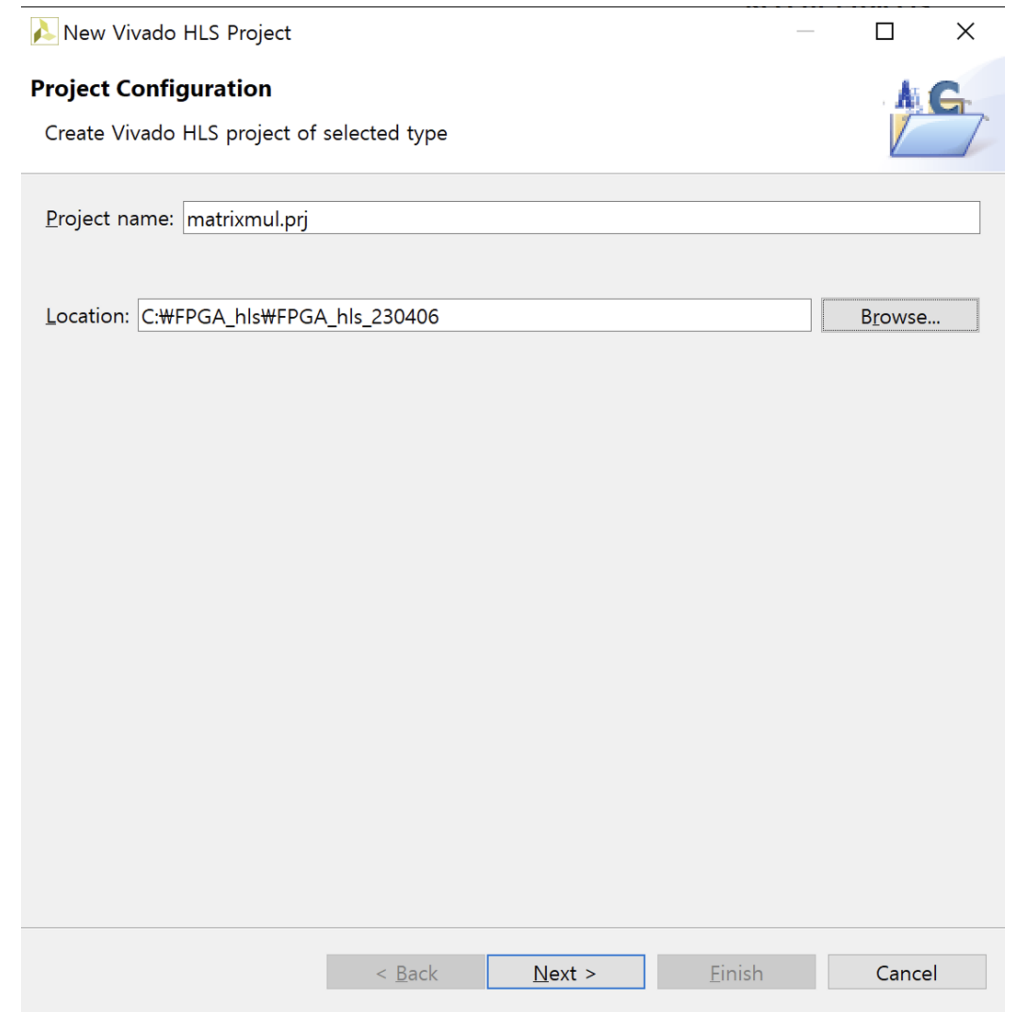 New Vivado HLS Project
Project Configuration
Create Vivado HLS project of selected type
Project name: matrixmul.prj
Location: C:₩FPGA_hls₩FPGA_hls_230406 Browse...
< Back Next > Finish Cancel